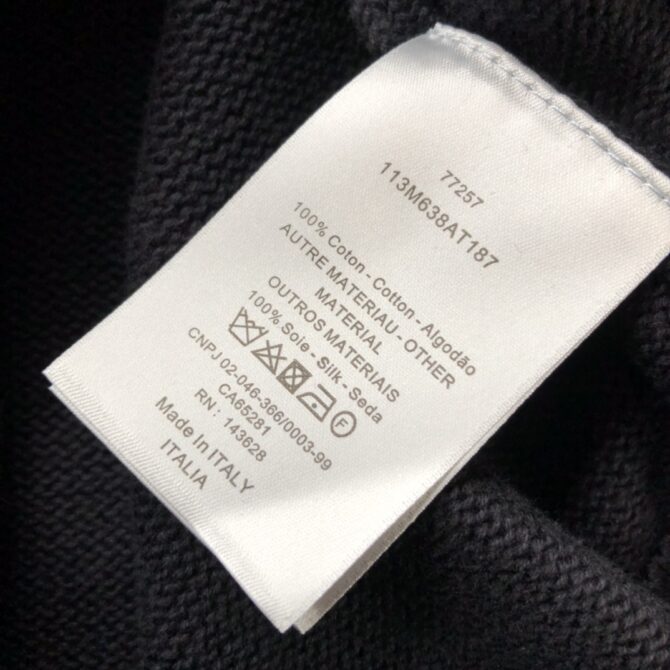 77257
113M638AT187
100% Coton - Cotton - Algodão
AUTRE MATERIAU - OTHER
MATERIAL
OUTROS MATERIAIS
100% Soie - Silk - Seda
F
CNPJ 02-046-366/0003-99
CA65281
RN : 143628
Made In ITALY
ITALIA